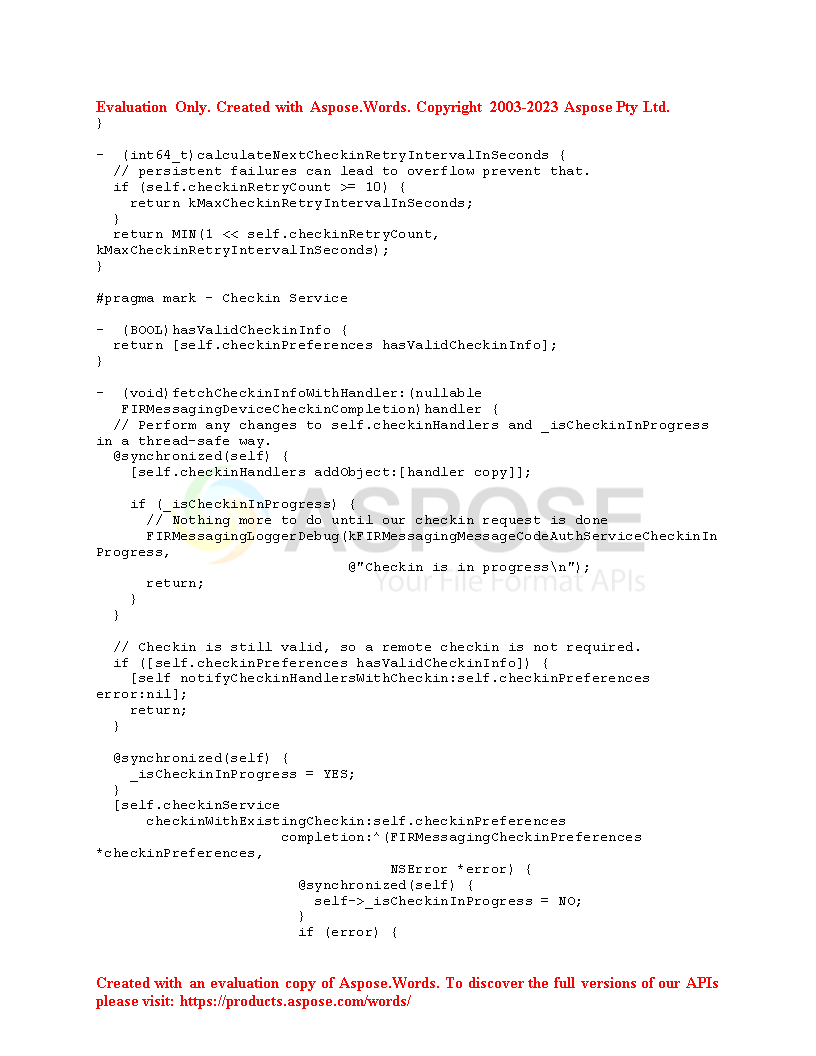 Evaluation Only. Created with Aspose.Words. Copyright 2003-2023 Aspose Pty Ltd.
}
-  (int64_t)calculateNextCheckinRetryIntervalInSeconds {
  // persistent failures can lead to overflow prevent that.
  if (self.checkinRetryCount >= 10) {
    return kMaxCheckinRetryIntervalInSeconds;
  }
  return MIN(1 << self.checkinRetryCount,
kMaxCheckinRetryIntervalInSeconds);
}
#pragma mark - Checkin Service
-  (BOOL)hasValidCheckinInfo {
  return [self.checkinPreferences hasValidCheckinInfo];
}
-  (void)fetchCheckinInfoWithHandler:(nullable
   FIRMessagingDeviceCheckinCompletion)handler {
  // Perform any changes to self.checkinHandlers and _isCheckinInProgress
in a thread-safe way.
  @synchronized(self) {
    [self.checkinHandlers addObject:[handler copy]];
    if (_isCheckinInProgress) {
      // Nothing more to do until our checkin request is done
      FIRMessagingLoggerDebug(kFIRMessagingMessageCodeAuthServiceCheckinIn
Progress,
                              @"Checkin is in progress\n");
      return;
    }
  }
  // Checkin is still valid, so a remote checkin is not required.
  if ([self.checkinPreferences hasValidCheckinInfo]) {
    [self notifyCheckinHandlersWithCheckin:self.checkinPreferences
error:nil];
    return;
  }
  @synchronized(self) {
    _isCheckinInProgress = YES;
  }
  [self.checkinService
      checkinWithExistingCheckin:self.checkinPreferences
                      completion:^(FIRMessagingCheckinPreferences
*checkinPreferences,
                                   NSError *error) {
                        @synchronized(self) {
                          self->_isCheckinInProgress = NO;
                        }
                        if (error) {
ASPOSE
Your File Format APIs
Created with an evaluation copy of Aspose.Words. To discover the full versions of our APIs
please visit: https://products.aspose.com/words/